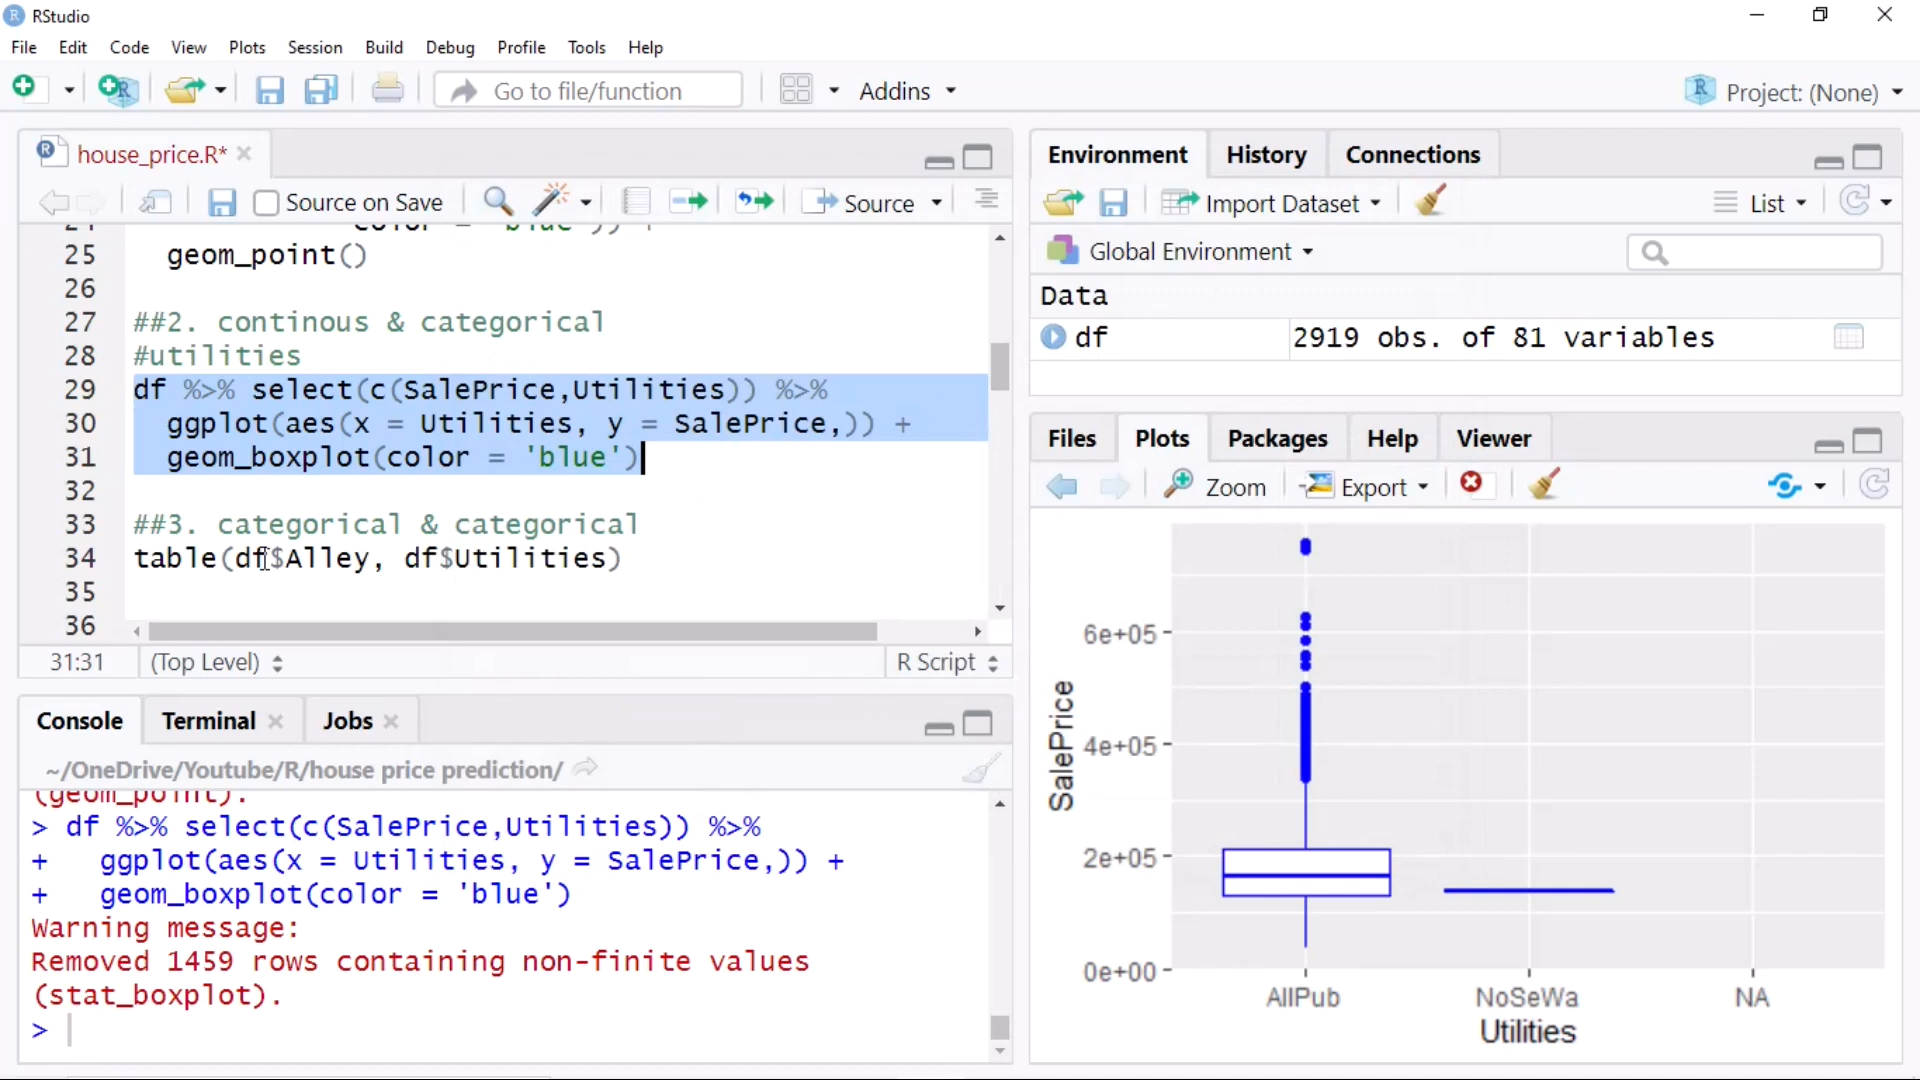 RStudio
File Edit Code View Plots Session Build Debug Profile Tools Help
Go to file/function Addins Project: (None)
house_price.R*
Source on Save Source
24 color = 'blue')) +
25 geom_point()
26
27 ##2. continous & categorical
28 #utilities
29 df %>% select(c(SalePrice,Utilities)) %>%
30 ggplot(aes(x = Utilities, y = SalePrice,)) +
31 geom_boxplot(color = 'blue')
32
33 ##3. categorical & categorical
34 table(df$Alley, df$Utilities)
35
36
31:31 (Top Level) R Script
Console Terminal Jobs
~/OneDrive/Youtube/R/house price prediction/
(geom_point).
> df %>% select(c(SalePrice,Utilities)) %>%
+ ggplot(aes(x = Utilities, y = SalePrice,)) +
+ geom_boxplot(color = 'blue')
Warning message:
Removed 1459 rows containing non-finite values
(stat_boxplot).
>
Environment History Connections
Import Dataset List
Global Environment
Data
df 2919 obs. of 81 variables
Files Plots Packages Help Viewer
Zoom Export
SalePrice
6e+05
4e+05
2e+05
0e+00
AllPub NoSeWa NA
Utilities